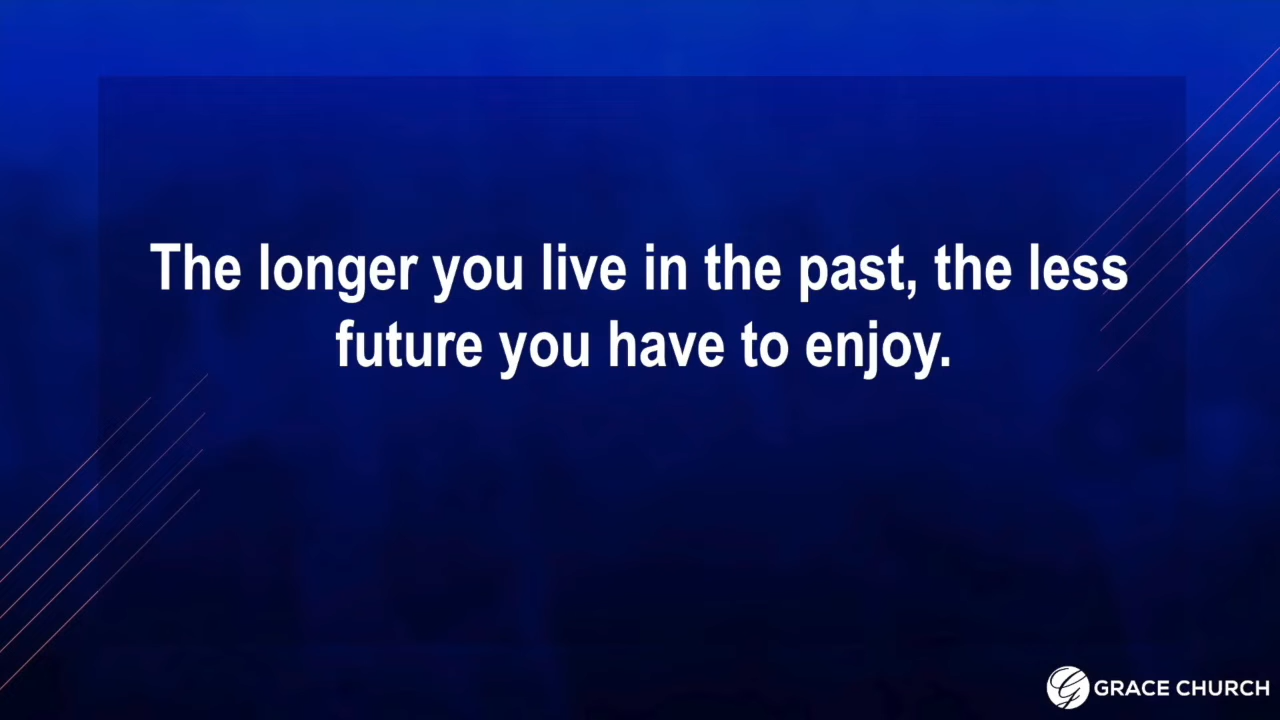 The longer you live in the past, the less
future you have to enjoy.
GRACE CHURCH